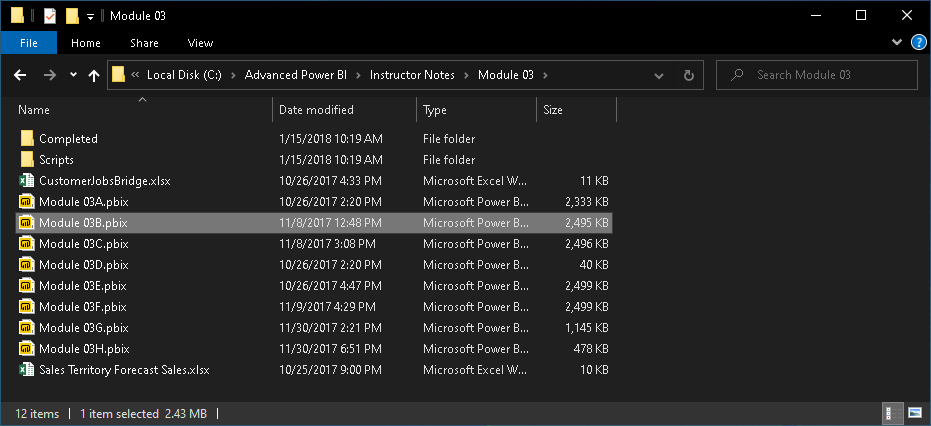 Module 03
File Home Share View
« Local Disk (C:) > Advanced Power BI > Instructor Notes > Module 03 > Search Module 03
Name Date modified Type Size
Completed 1/15/2018 10:19 AM File folder
Scripts 1/15/2018 10:19 AM File folder
CustomerJobsBridge.xlsx 10/26/2017 4:33 PM Microsoft Excel W... 11 KB
Module 03A.pbix 10/26/2017 2:20 PM Microsoft Power B... 2,333 KB
Module 03B.pbix 11/8/2017 12:48 PM Microsoft Power B... 2,495 KB
Module 03C.pbix 11/8/2017 3:08 PM Microsoft Power B... 2,496 KB
Module 03D.pbix 10/26/2017 2:20 PM Microsoft Power B... 40 KB
Module 03E.pbix 10/26/2017 4:47 PM Microsoft Power B... 2,499 KB
Module 03F.pbix 11/9/2017 4:29 PM Microsoft Power B... 2,499 KB
Module 03G.pbix 11/30/2017 2:21 PM Microsoft Power B... 1,145 KB
Module 03H.pbix 11/30/2017 6:51 PM Microsoft Power B... 478 KB
Sales Territory Forecast Sales.xlsx 10/25/2017 9:00 PM Microsoft Excel W... 10 KB
12 items 1 item selected 2.43 MB